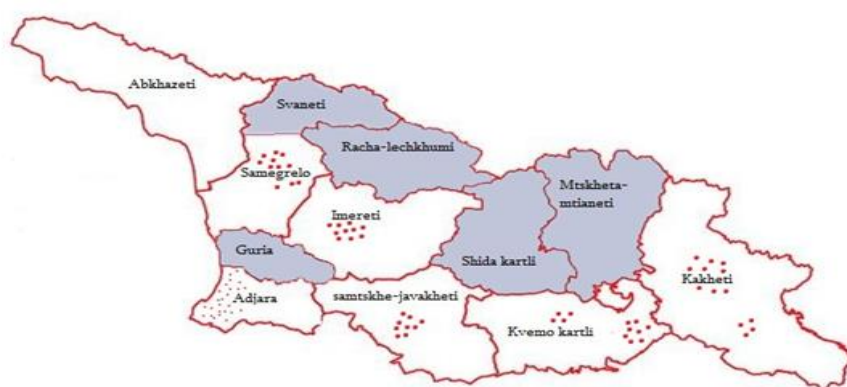 Abkhazeti
Svaneti
Racha-lechkhumi
Samegrelo
Mtskheta-
mtianeti
Imereti
Guria
Shida kartli
Kakheti
Adjara
samtskhe-javakheti
Kvemo kartli